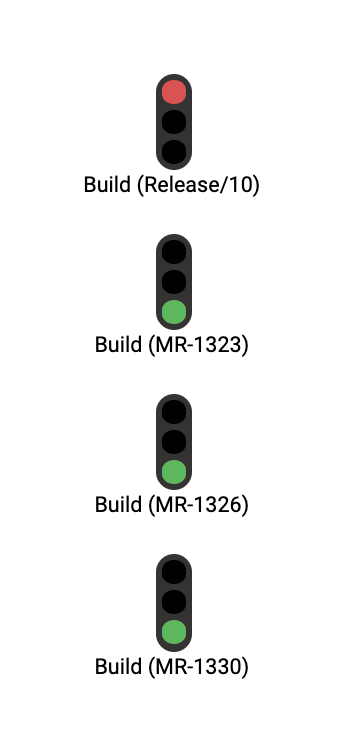 Build (Release/10)
Build (MR-1323)
Build (MR-1326)
Build (MR-1330)